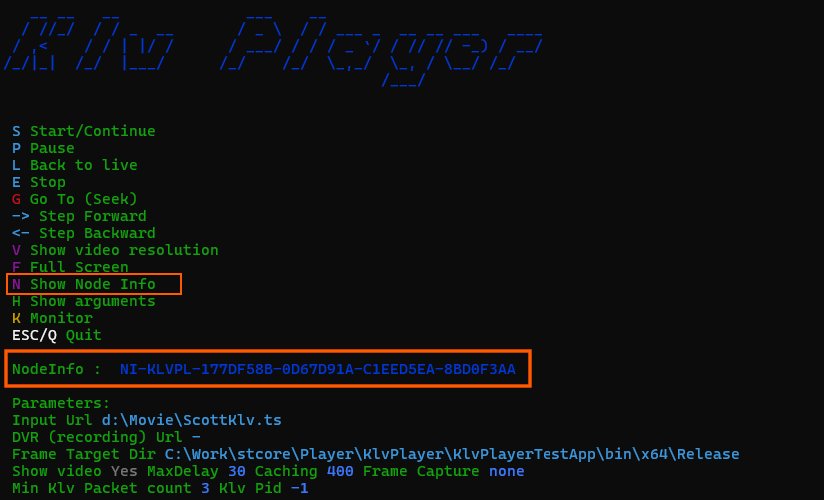 Klv Player
S Start/Continue
P Pause
L Back to live
E Stop
G Go To (Seek)
-> Step Forward
<- Step Backward
V Show video resolution
F Full Screen
N Show Node Info
H Show arguments
K Monitor
ESC/Q Quit
NodeInfo :  NI-KLVPL-177DF58B-0D67D91A-C1EED5EA-8BD0F3AA
Parameters:
Input Url d:\Movie\ScottKlv.ts
DVR (recording) Url -
Frame Target Dir C:\Work\stcore\Player\KlvPlayer\KlvPlayerTestApp\bin\x64\Release
Show video Yes MaxDelay 30 Caching 400 Frame Capture none
Min Klv Packet count 3 Klv Pid -1